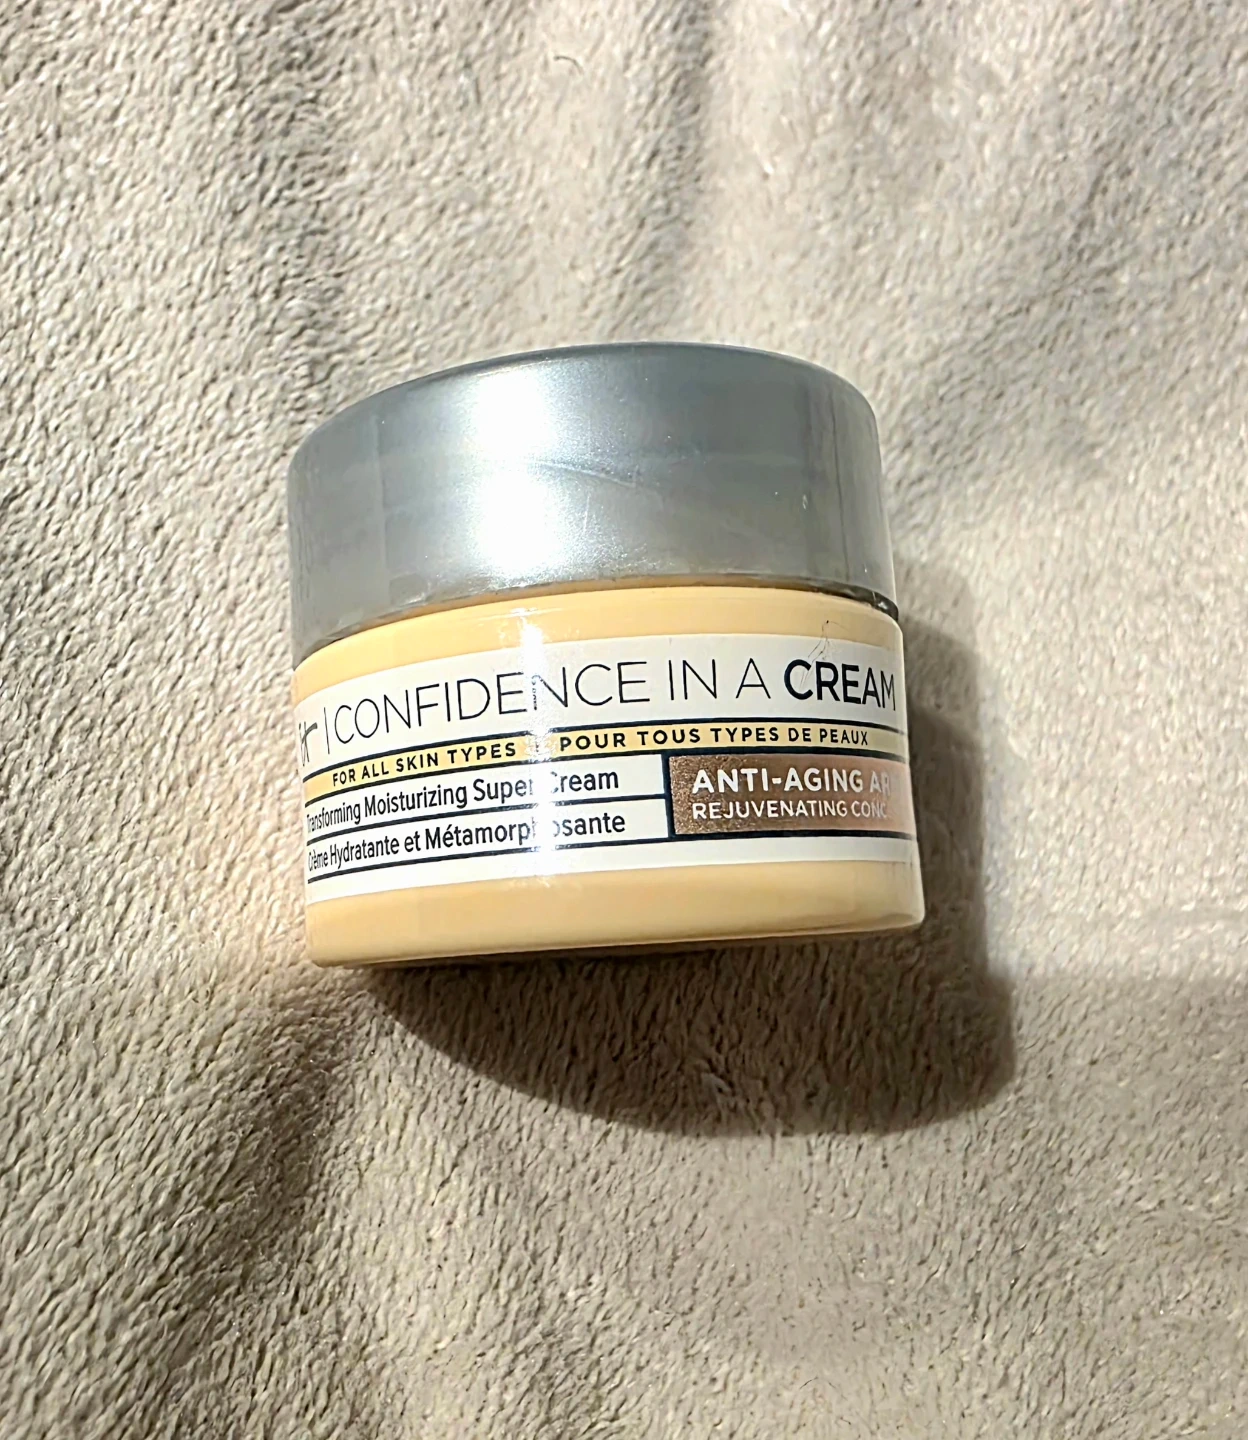 it | CONFIDENCE IN A CREAM
FOR ALL SKIN TYPES POUR TOUS TYPES DE PEAUX
Transforming Moisturizing Super Cream
Crème Hydratante et Métamorphosante
ANTI-AGING
REJUVENATING